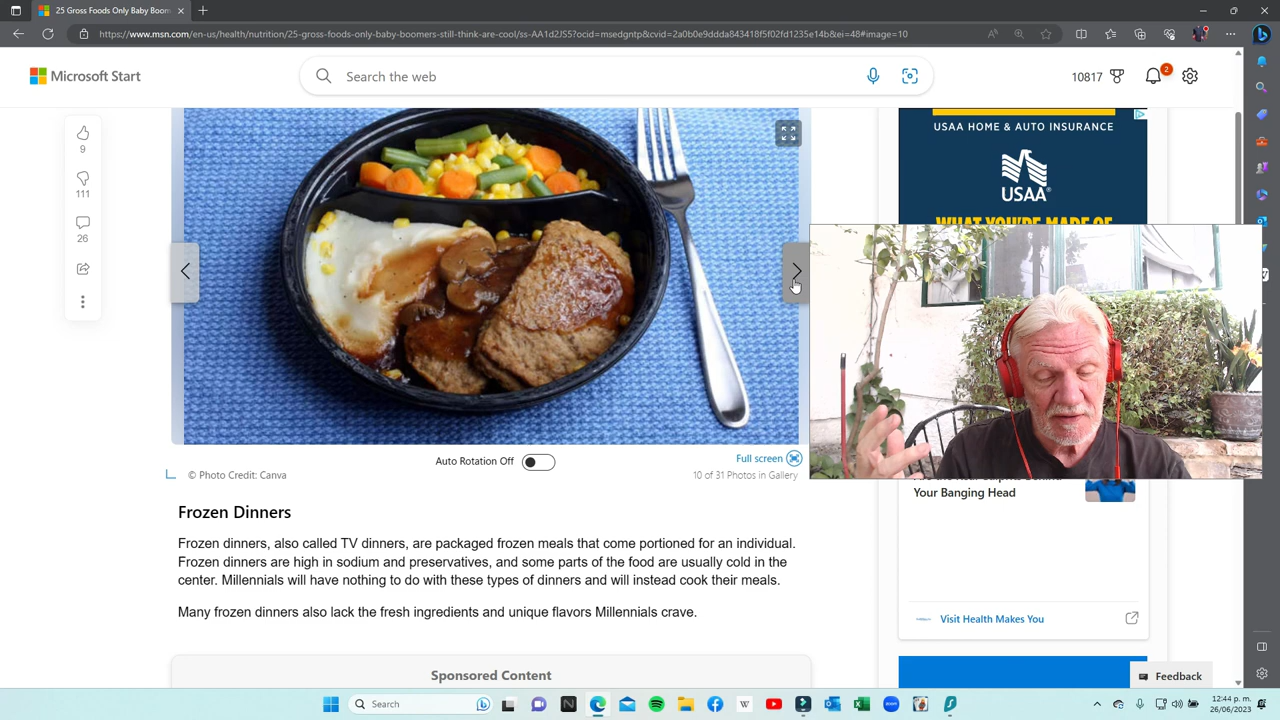 25 Gross Foods Only Baby Boom
https://www.msn.com/en-us/health/nutrition/25-gross-foods-only-baby-boomers-still-think-are-cool/ss-AA1d2JS5?ocid=msedgntp&cvid=2a0b0e9ddda843418f5f02fd1235e14b&ei=48#image=10
Microsoft Start
Search the web
10817
2
9
111
26
USAA HOME & AUTO INSURANCE
USAA
WHAT YOU'RE MADE OF
Auto Rotation Off
Full screen
© Photo Credit: Canva
10 of 31 Photos in Gallery
Your Banging Head
Frozen Dinners
Frozen dinners, also called TV dinners, are packaged frozen meals that come portioned for an individual.
Frozen dinners are high in sodium and preservatives, and some parts of the food are usually cold in the
center. Millennials will have nothing to do with these types of dinners and will instead cook their meals.
Many frozen dinners also lack the fresh ingredients and unique flavors Millennials crave.
Visit Health Makes You
Sponsored Content
Feedback
Search
12:44 p. m.
26/06/2023